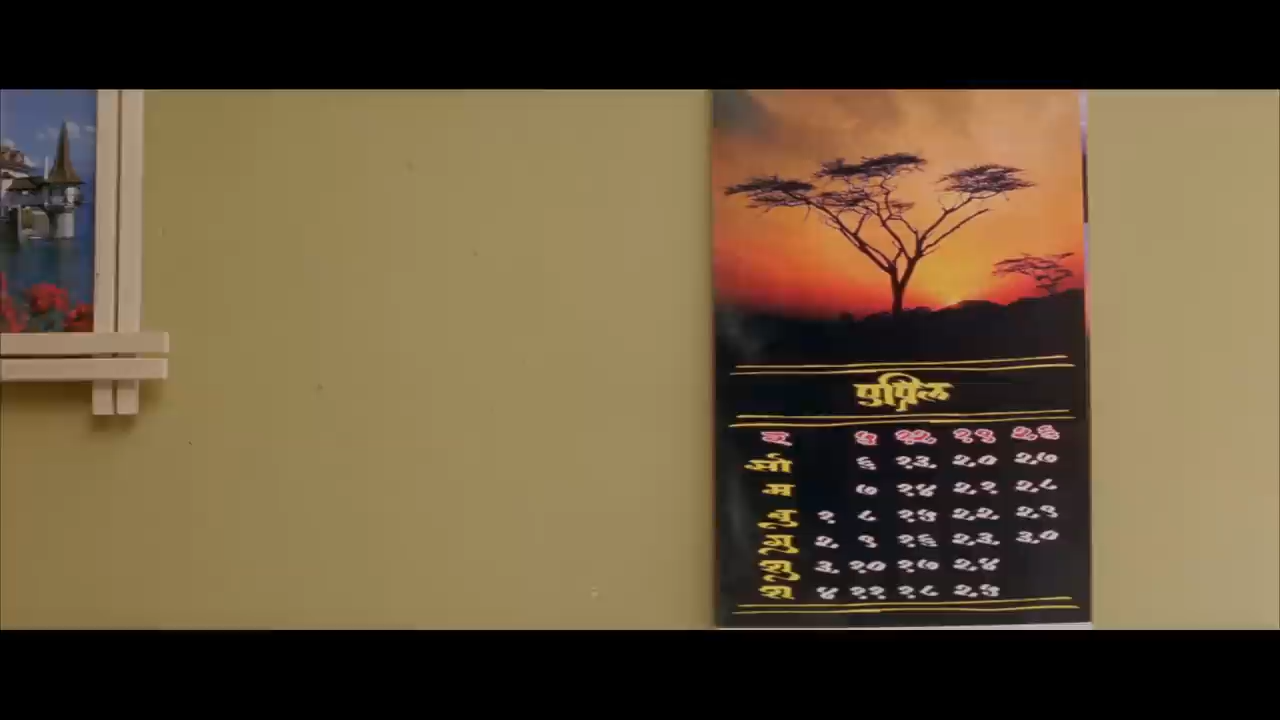 एप्रिल
र ५ १२ १९ २६
सो ६ १३ २० २७
म ७ १४ २१ २८
बु १ ८ १५ २२ २९
गु २ ९ १६ २३ ३०
शु ३ १० १७ २४
श ४ ११ १८ २५